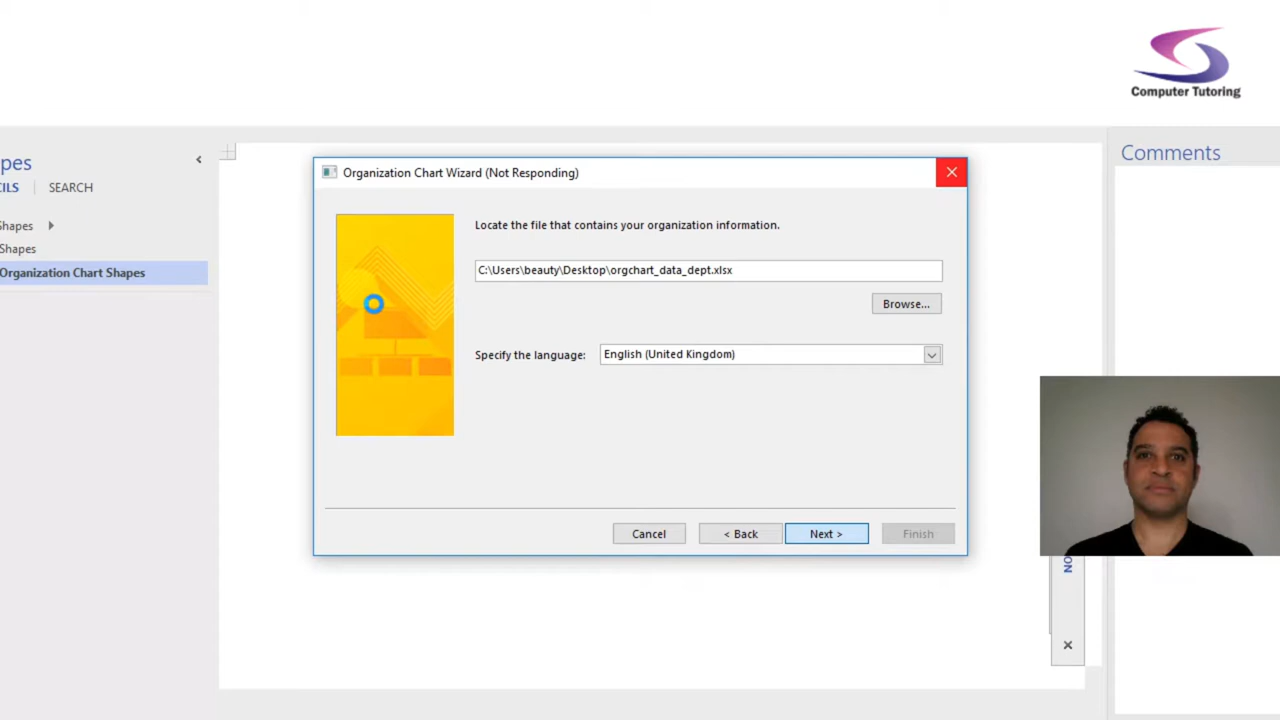 Computer Tutoring
pes
Comments
CILS
SEARCH
Shapes
Shapes
Organization Chart Shapes
Organization Chart Wizard (Not Responding)
Locate the file that contains your organization information.
C:\Users\beauty\Desktop\orgchart_data_dept.xlsx
Browse...
Specify the language:
English (United Kingdom)
Cancel
< Back
Next >
Finish
ON